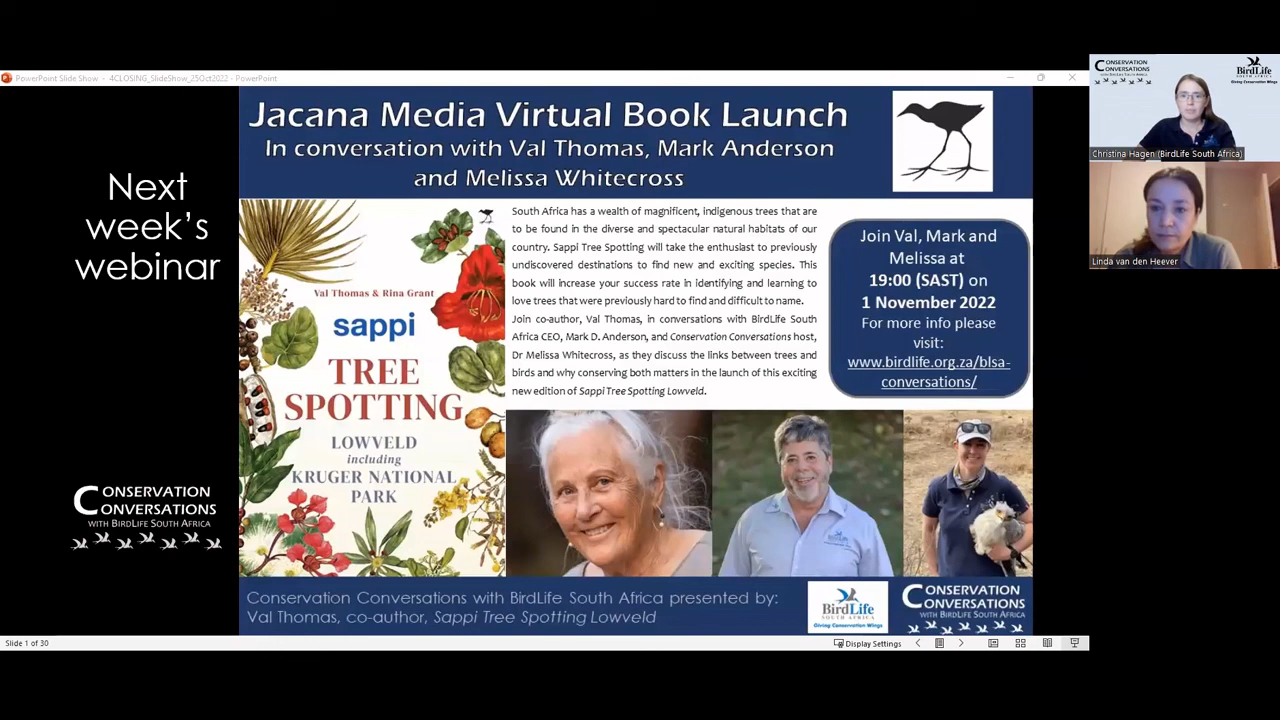 PowerPoint Slide Show - 4CLOSING_SlideShow_25Oct2022 - PowerPoint
Next
week's
webinar
CONSERVATION
CONVERSATIONS
WITH BIRDLIFE SOUTH AFRICA
Jacana Media Virtual Book Launch
In conversation with Val Thomas, Mark Anderson
and Melissa Whitecross
Val Thomas & Rina Grant
sappi
TREE
SPOTTING
LOWVELD
including
KRUGER NATIONAL
PARK
South Africa has a wealth of magnificent, indigenous trees that are
to be found in the diverse and spectacular natural habitats of our
country. Sappi Tree Spotting will take the enthusiast to previously
undiscovered destinations to find new and exciting species. This
book will increase your success rate in identifying and learning to
love trees that were previously hard to find and difficult to name.
Join co-author, Val Thomas, in conversations with BirdLife South
Africa CEO, Mark D. Anderson, and Conservation Conversations host,
Dr Melissa Whitecross, as they discuss the links between trees and
birds and why conserving both matters in the launch of this exciting
new edition of Sappi Tree Spotting Lowveld.
Join Val, Mark and
Melissa at
19:00 (SAST) on
1 November 2022
For more info please
visit:
www.birdlife.org.za/blsa-
conversations/
Conservation Conversations with BirdLife South Africa presented by:
Val Thomas, co-author, Sappi Tree Spotting Lowveld
BirdLife
SOUTH AFRICA
Giving Conservation Wings
CONSERVATION
CONVERSATIONS
WITH BIRDLIFE SOUTH AFRICA
Slide 1 of 30
Display Settings
CONSERVATION
CONVERSATIONS
WITH BIRDLIFE SOUTH AFRICA
BirdLife
SOUTH AFRICA
Giving Conservation Wings
Christina Hagen (BirdLife South Africa)
Linda van den Heever